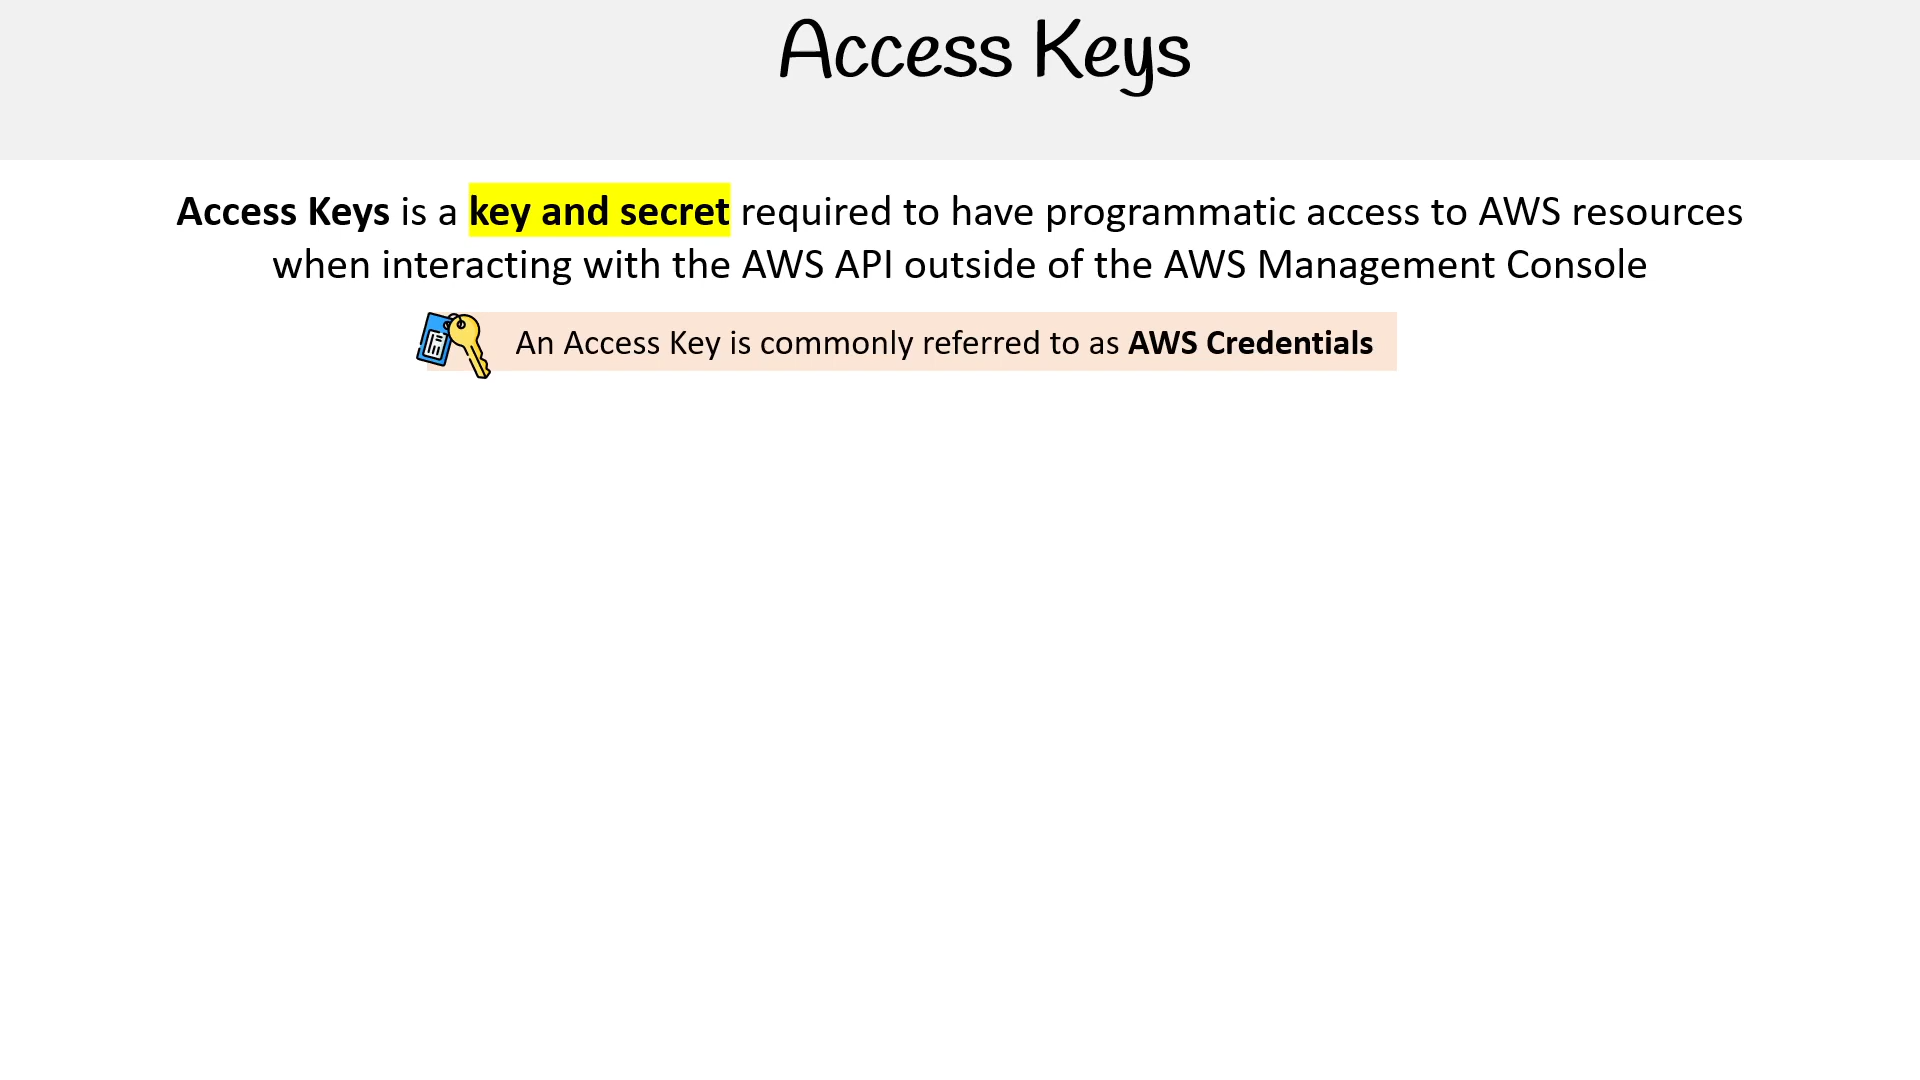 Access Keys
Access Keys is a key and secret required to have programmatic access to AWS resources
when interacting with the AWS API outside of the AWS Management Console
An Access Key is commonly referred to as AWS Credentials